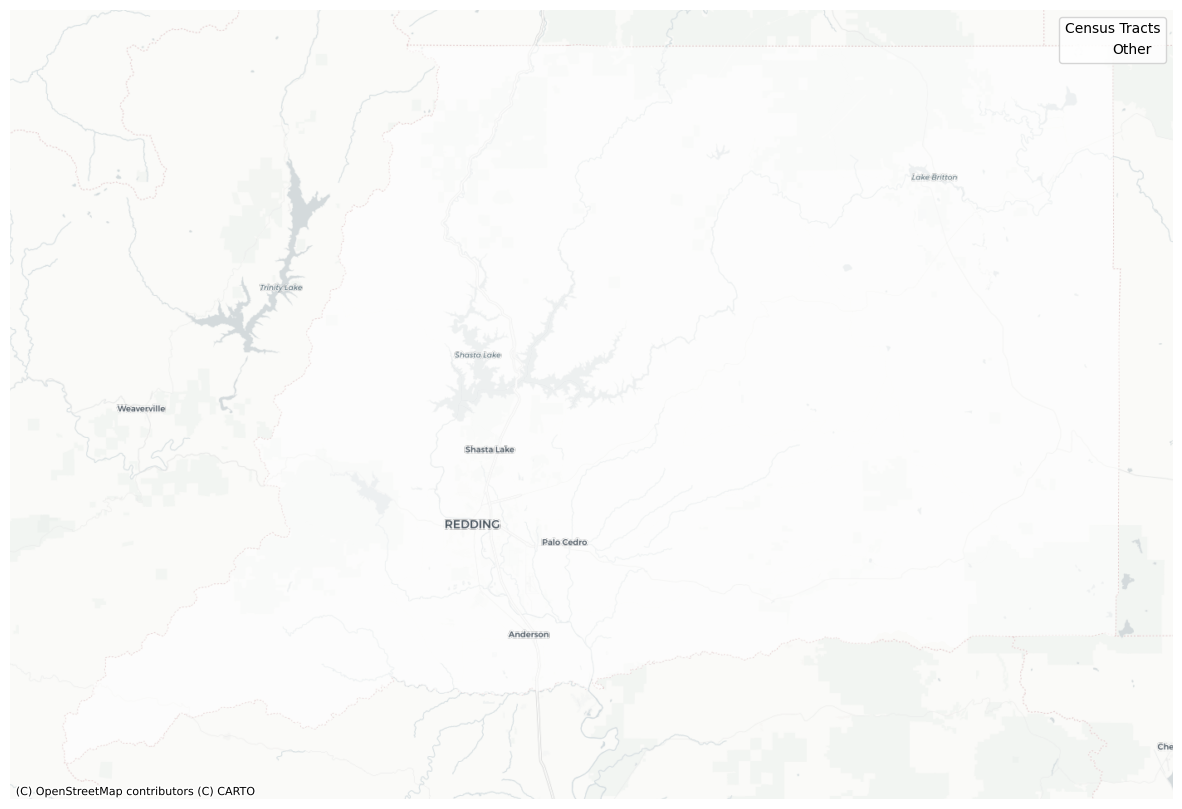 Census Tracts
Other
Lake Britton
Trinity Lake
Shasta Lake
Weaverville
Shasta Lake
REDDING
Palo Cedro
Anderson
Che
(C) OpenStreetMap contributors (C) CARTO